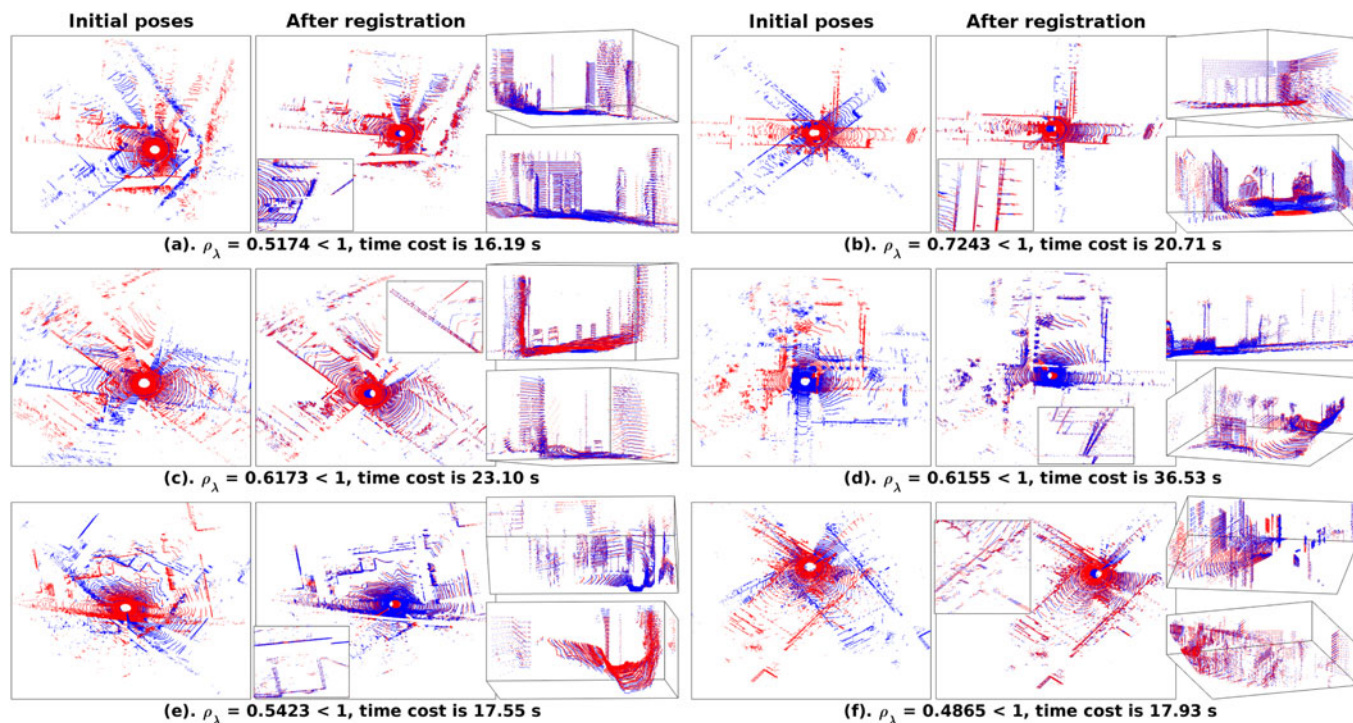 Initial poses After registration Initial poses After registration
(a). ρλ = 0.5174 < 1, time cost is 16.19 s
(b). ρλ = 0.7243 < 1, time cost is 20.71 s
(c). ρλ = 0.6173 < 1, time cost is 23.10 s
(d). ρλ = 0.6155 < 1, time cost is 36.53 s
(e). ρλ = 0.5423 < 1, time cost is 17.55 s
(f). ρλ = 0.4865 < 1, time cost is 17.93 s